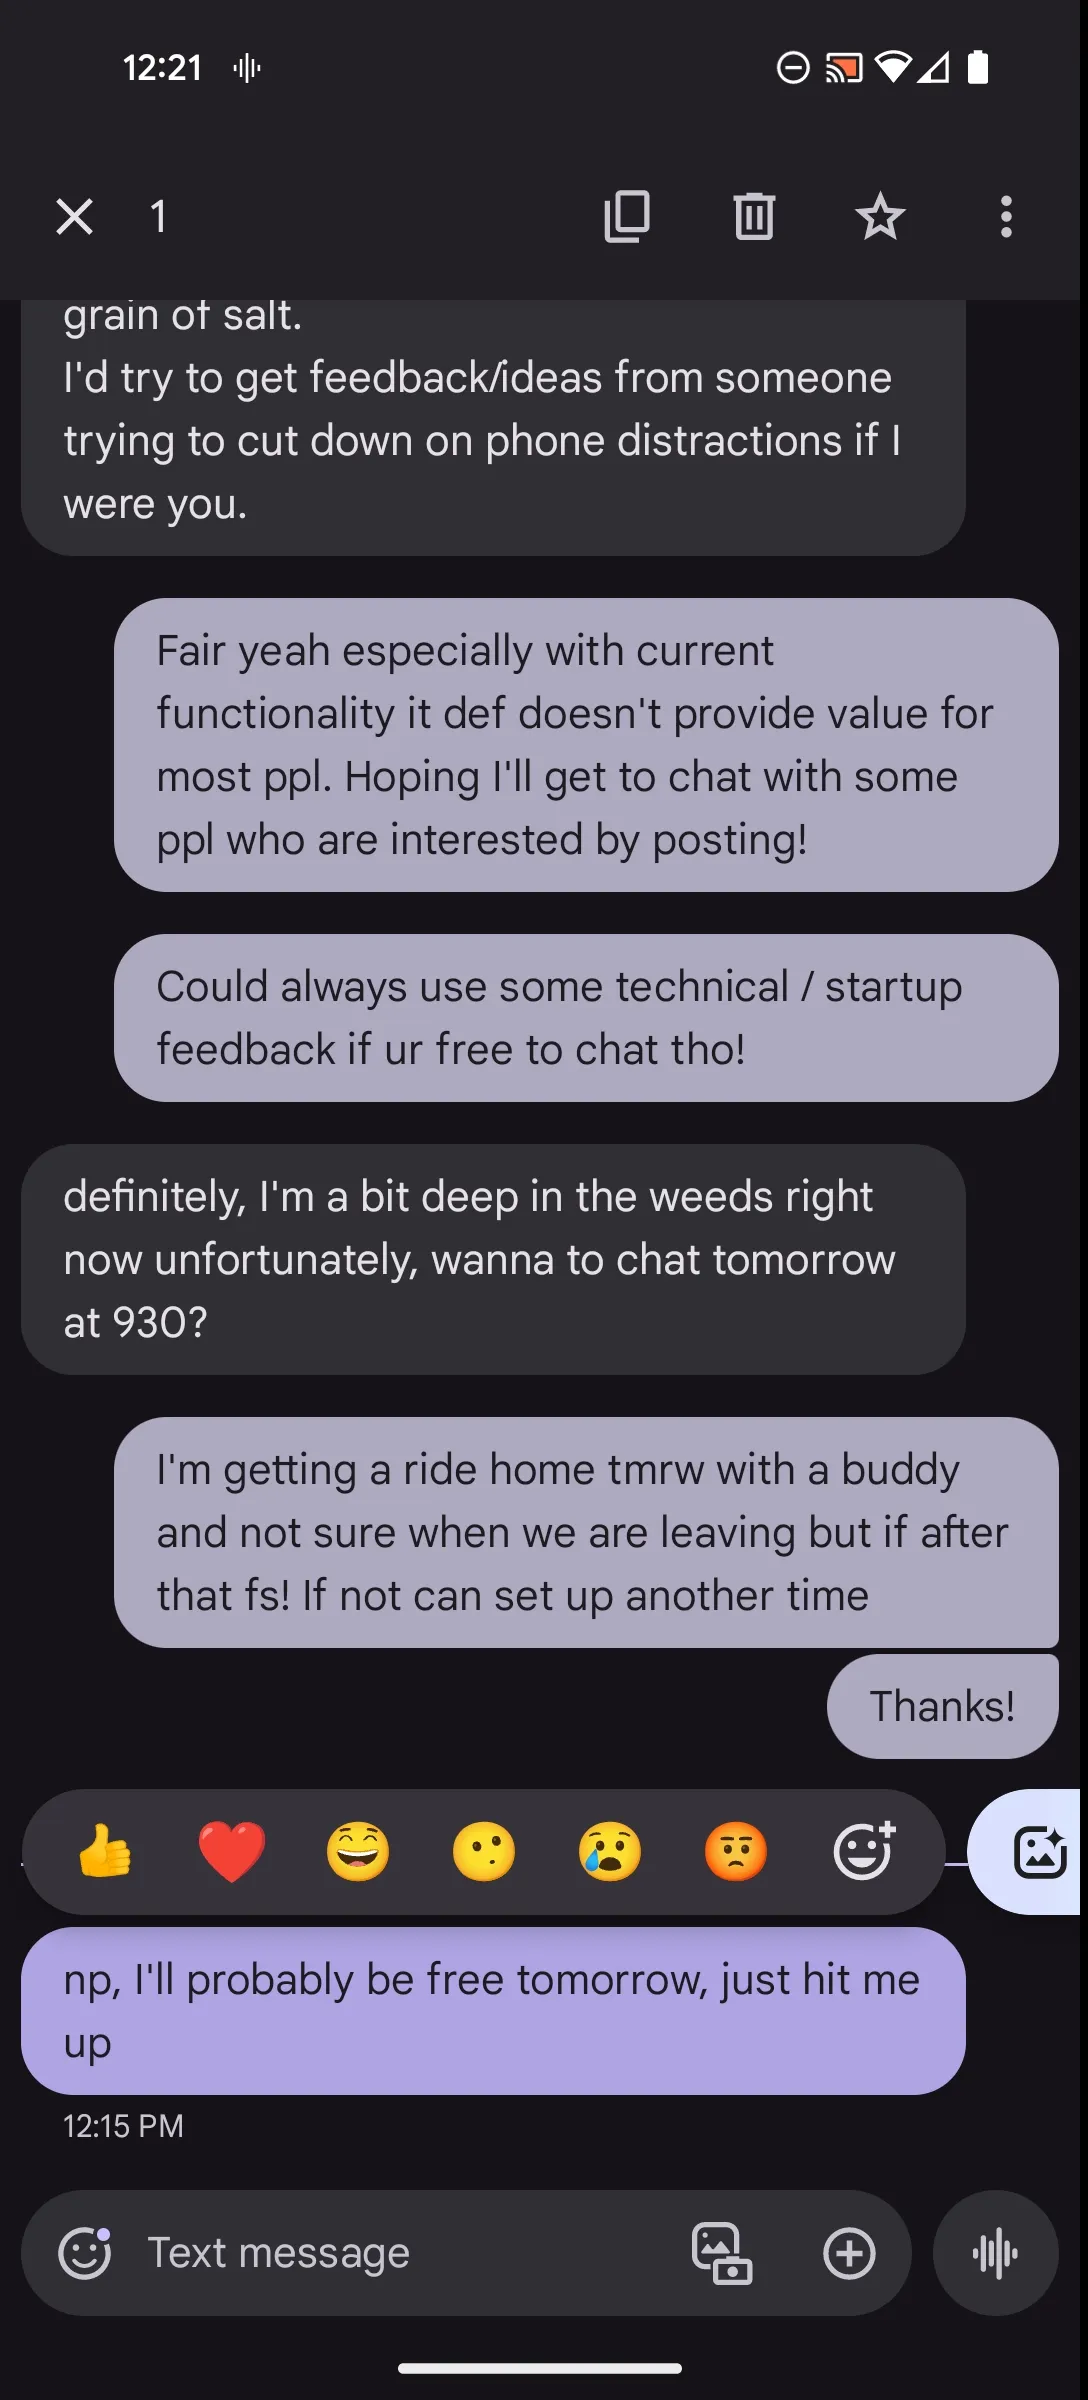 12:21
1
grain of salt.
I'd try to get feedback/ideas from someone
trying to cut down on phone distractions if I
were you.
Fair yeah especially with current
functionality it def doesn't provide value for
most ppl. Hoping I'll get to chat with some
ppl who are interested by posting!
Could always use some technical / startup
feedback if ur free to chat tho!
definitely, I'm a bit deep in the weeds right
now unfortunately, wanna to chat tomorrow
at 930?
I'm getting a ride home tmrw with a buddy
and not sure when we are leaving but if after
that fs! If not can set up another time
Thanks!
np, I'll probably be free tomorrow, just hit me
up
12:15 PM
Text message